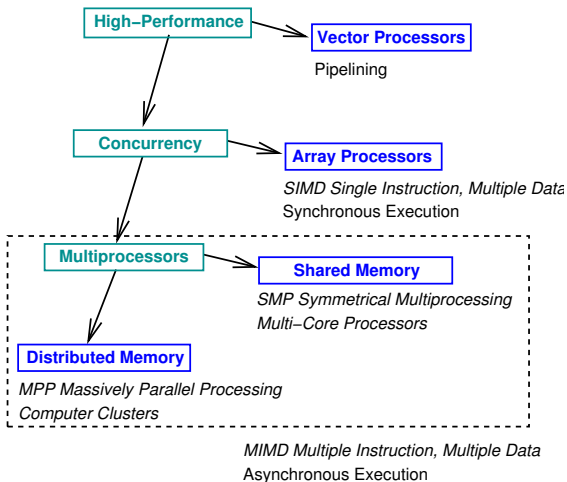 High−Performance
Vector Processors
Pipelining
Concurrency
Array Processors
SIMD Single Instruction, Multiple Data
Synchronous Execution
Multiprocessors
Shared Memory
SMP Symmetrical Multiprocessing
Multi−Core Processors
Distributed Memory
MPP Massively Parallel Processing
Computer Clusters
MIMD Multiple Instruction, Multiple Data
Asynchronous Execution